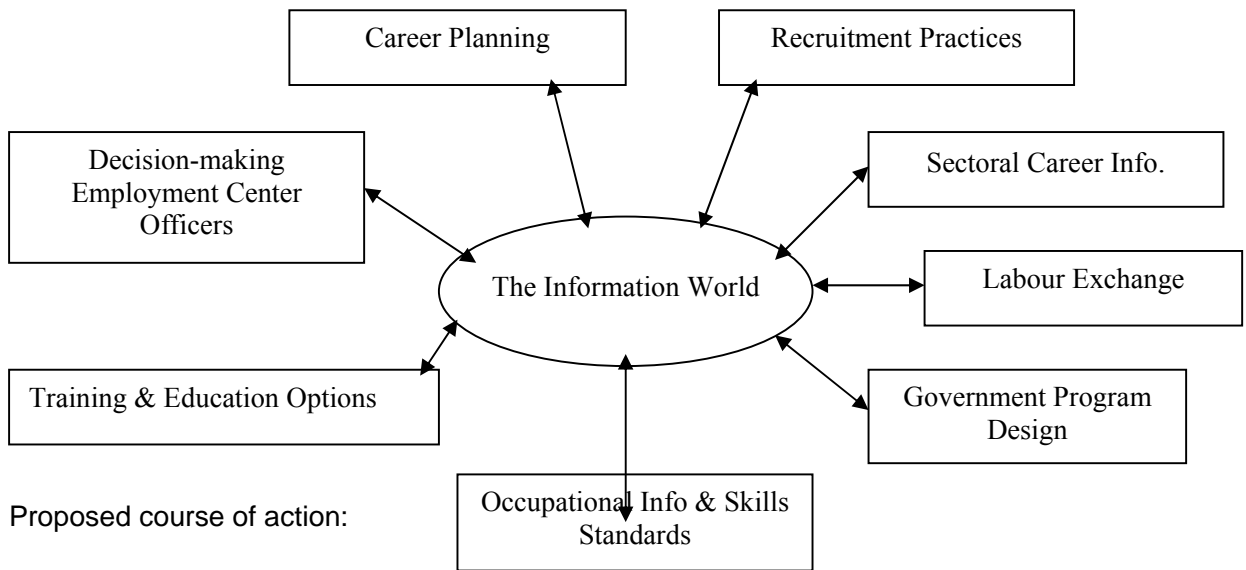 Career Planning
Recruitment Practices
Decision-making
Employment Center
Officers
Sectoral Career Info.
The Information World
Labour Exchange
Training & Education Options
Government Program
Design
Occupational Info & Skills
Standards
Proposed course of action: